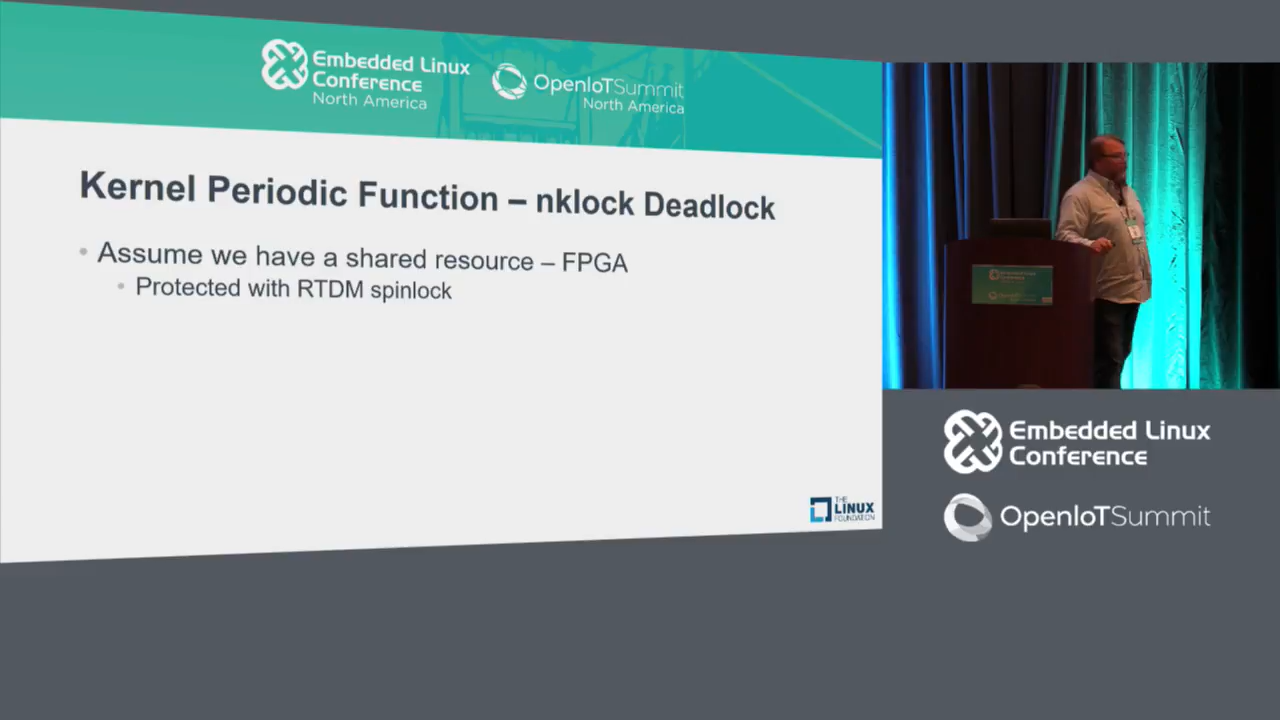 Embedded Linux
Conference
North America
OpenIoTSummit
North America
Kernel Periodic Function – nklock Deadlock
• Assume we have a shared resource – FPGA
• Protected with RTDM spinlock
THE
LINUX
FOUNDATION
Embedded Linux
Conference
OpenIoTSummit